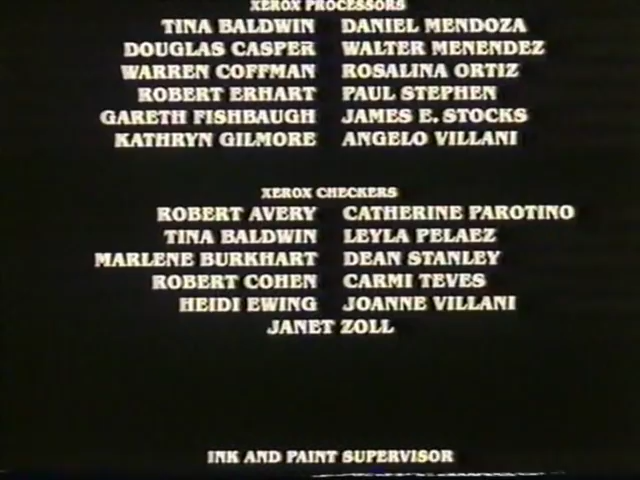 XEROX PROCESSORS
TINA BALDWIN DANIEL MENDOZA
DOUGLAS CASPER WALTER MENENDEZ
WARREN COFFMAN ROSALINA ORTIZ
ROBERT ERHART PAUL STEPHEN
GARETH FISHBAUGH JAMES E. STOCKS
KATHRYN GILMORE ANGELO VILLANI
XEROX CHECKERS
ROBERT AVERY CATHERINE PAROTINO
TINA BALDWIN LEYLA PELAEZ
MARLENE BURKHART DEAN STANLEY
ROBERT COHEN CARMI TEVES
HEIDI EWING JOANNE VILLANI
JANET ZOLL
INK AND PAINT SUPERVISOR